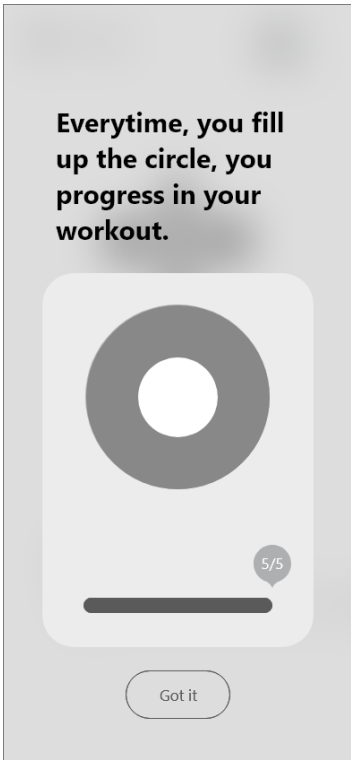 Everytime, you fill
up the circle, you
progress in your
workout.
5/5
Got it